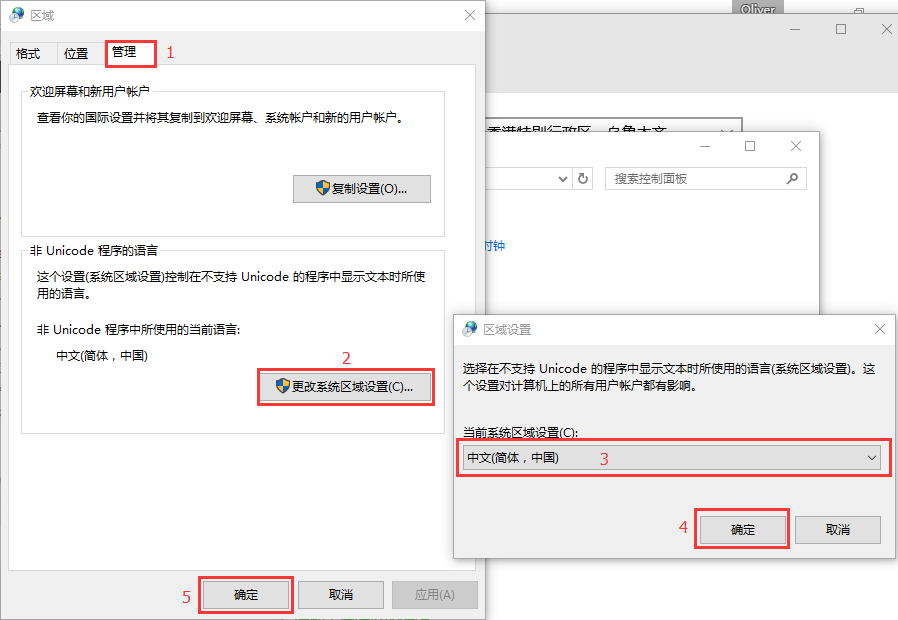 区域
格式
位置
管理
1
欢迎屏幕和新用户帐户
查看你的国际设置并将其复制到欢迎屏幕、系统帐户和新的用户帐户。
复制设置(O)...
非 Unicode 程序的语言
这个设置(系统区域设置)控制在不支持 Unicode 的程序中显示文本时所使
用的语言。
非 Unicode 程序中所使用的当前语言:
中文(简体，中国)
2
更改系统区域设置(C)...
5
确定
取消
应用(A)
Oliver
香港特别行政区
搜索控制面板
时钟
区域设置
选择在不支持 Unicode 的程序中显示文本时所使用的语言(系统区域设置)。这
个设置对计算机上的所有用户帐户都有影响。
当前系统区域设置(C):
中文(简体，中国)
3
4
确定
取消